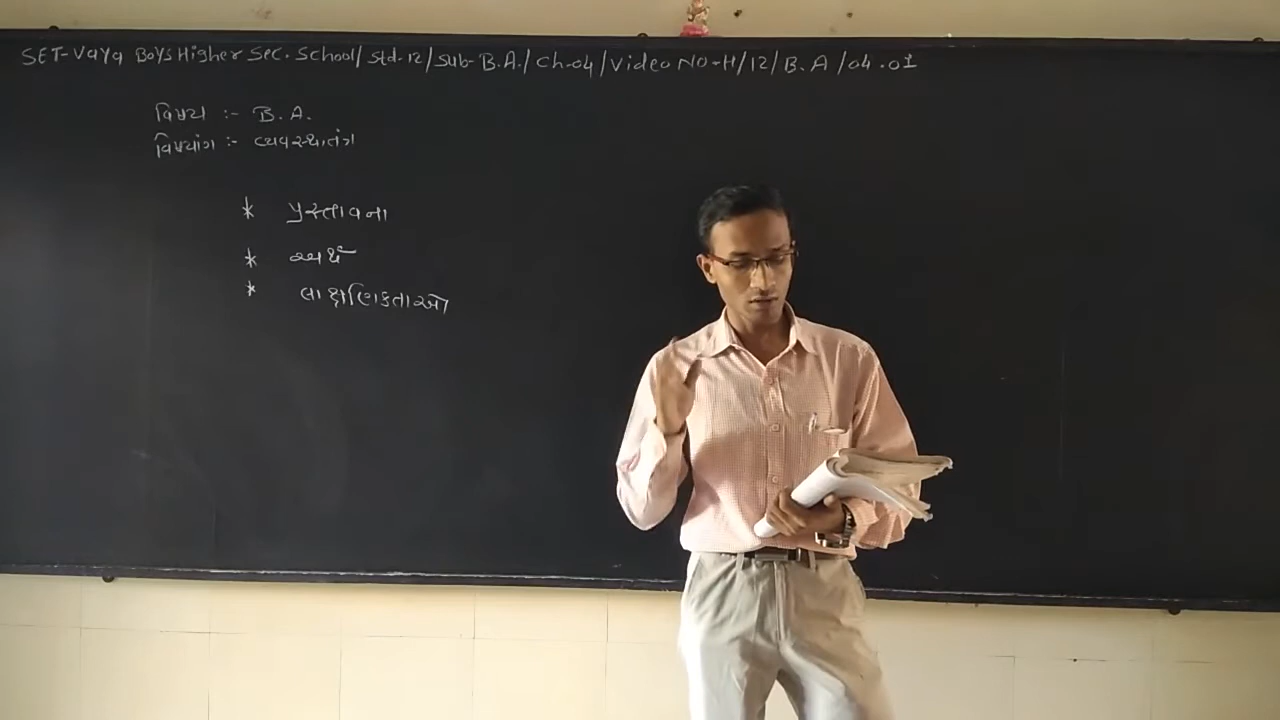 SET-Vaya Boys Higher Sec. School/ Std-12/ Sub-B.A./ Ch-04/ Video No-H/12/B.A/04.01
વિષય :- B.A.
વિષયાંગ :- વ્યવસ્થાતંત્ર
* પ્રસ્તાવના
* અર્થ
* લાક્ષણિકતાઓ